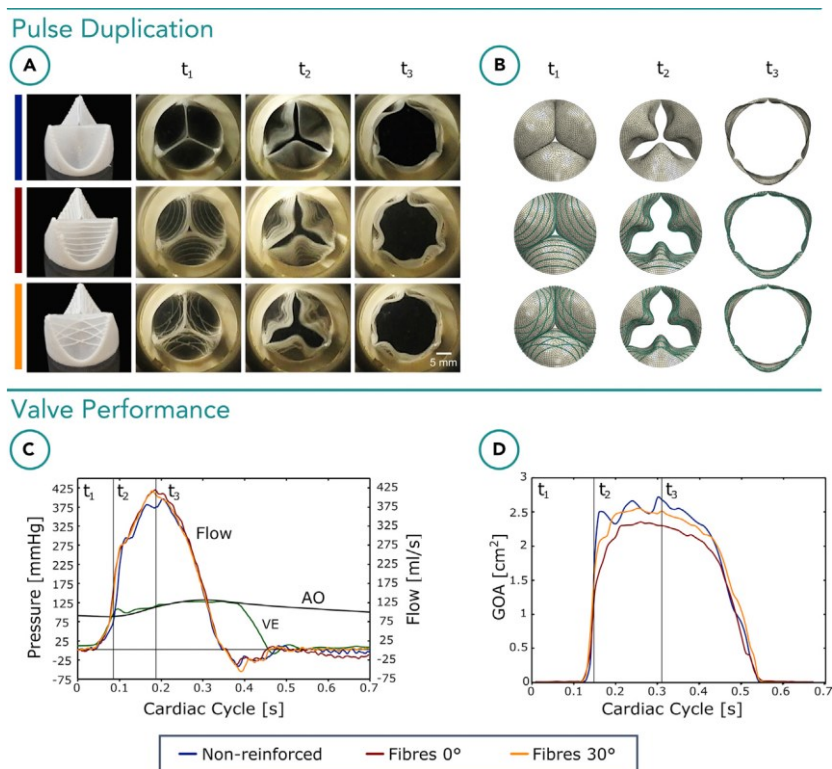 Pulse Duplication
A
t1
t2
t3
B
t1
t2
t3
5 mm
Valve Performance
C
D
425
375
325
275
225
175
125
75
25
-25
-75
Pressure [mmHg]
t1
t2
t3
Flow
AO
VE
425
375
325
275
225
175
125
75
25
-25
-75
Flow [ml/s]
0
0.1
0.2
0.3
0.4
0.5
0.6
0.7
Cardiac Cycle [s]
3
2.5
2
1.5
1
0.5
0
GOA [cm²]
t1
t2
t3
0
0.1
0.2
0.3
0.4
0.5
0.6
0.7
Cardiac Cycle [s]
Non-reinforced
Fibres 0°
Fibres 30°